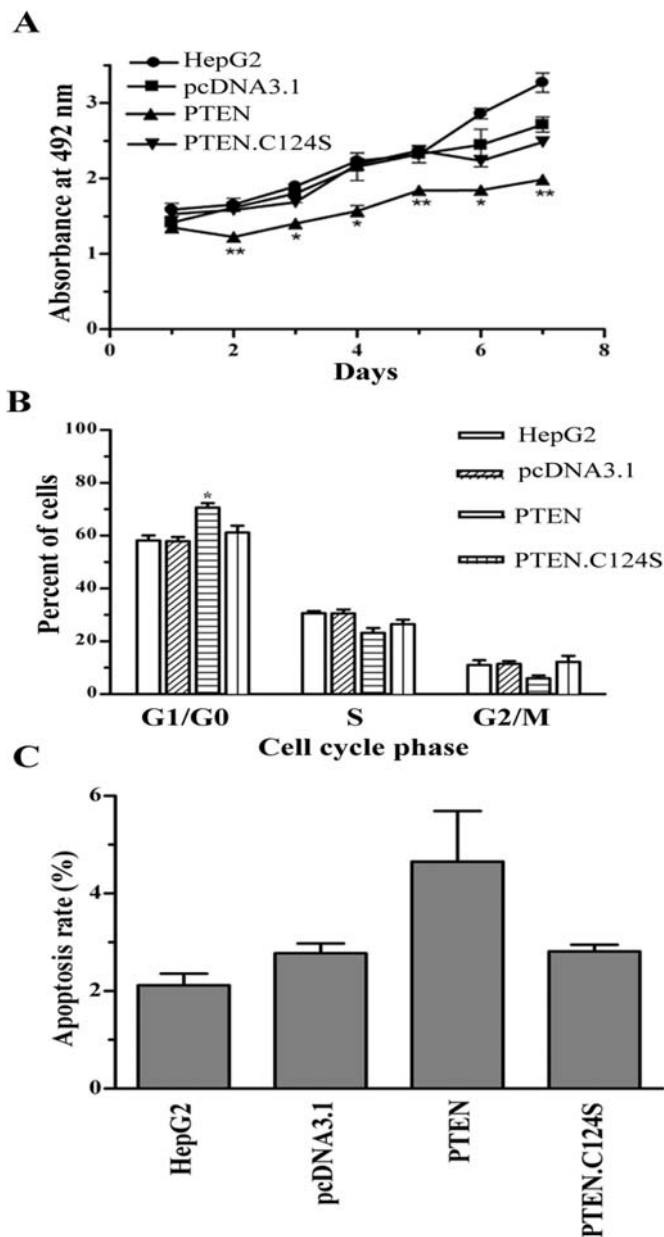 A
HepG2
pcDNA3.1
PTEN
PTEN.C124S
Absorbance at 492 nm
3
2
1
0
** * * ** * **
0 2 4 6 8
Days
B
HepG2
pcDNA3.1
PTEN
PTEN.C124S
Percent of cells
100
80
60
40
20
0
*
G1/G0 S G2/M
Cell cycle phase
C
Apoptosis rate (%)
6
4
2
0
HepG2
pcDNA3.1
PTEN
PTEN.C124S